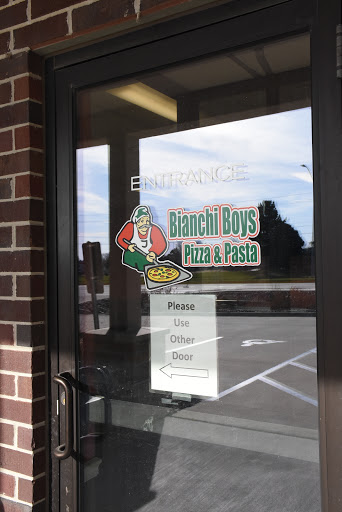 ENTRANCE
Bianchi Boys
Pizza & Pasta
Please
Use
Other
Door